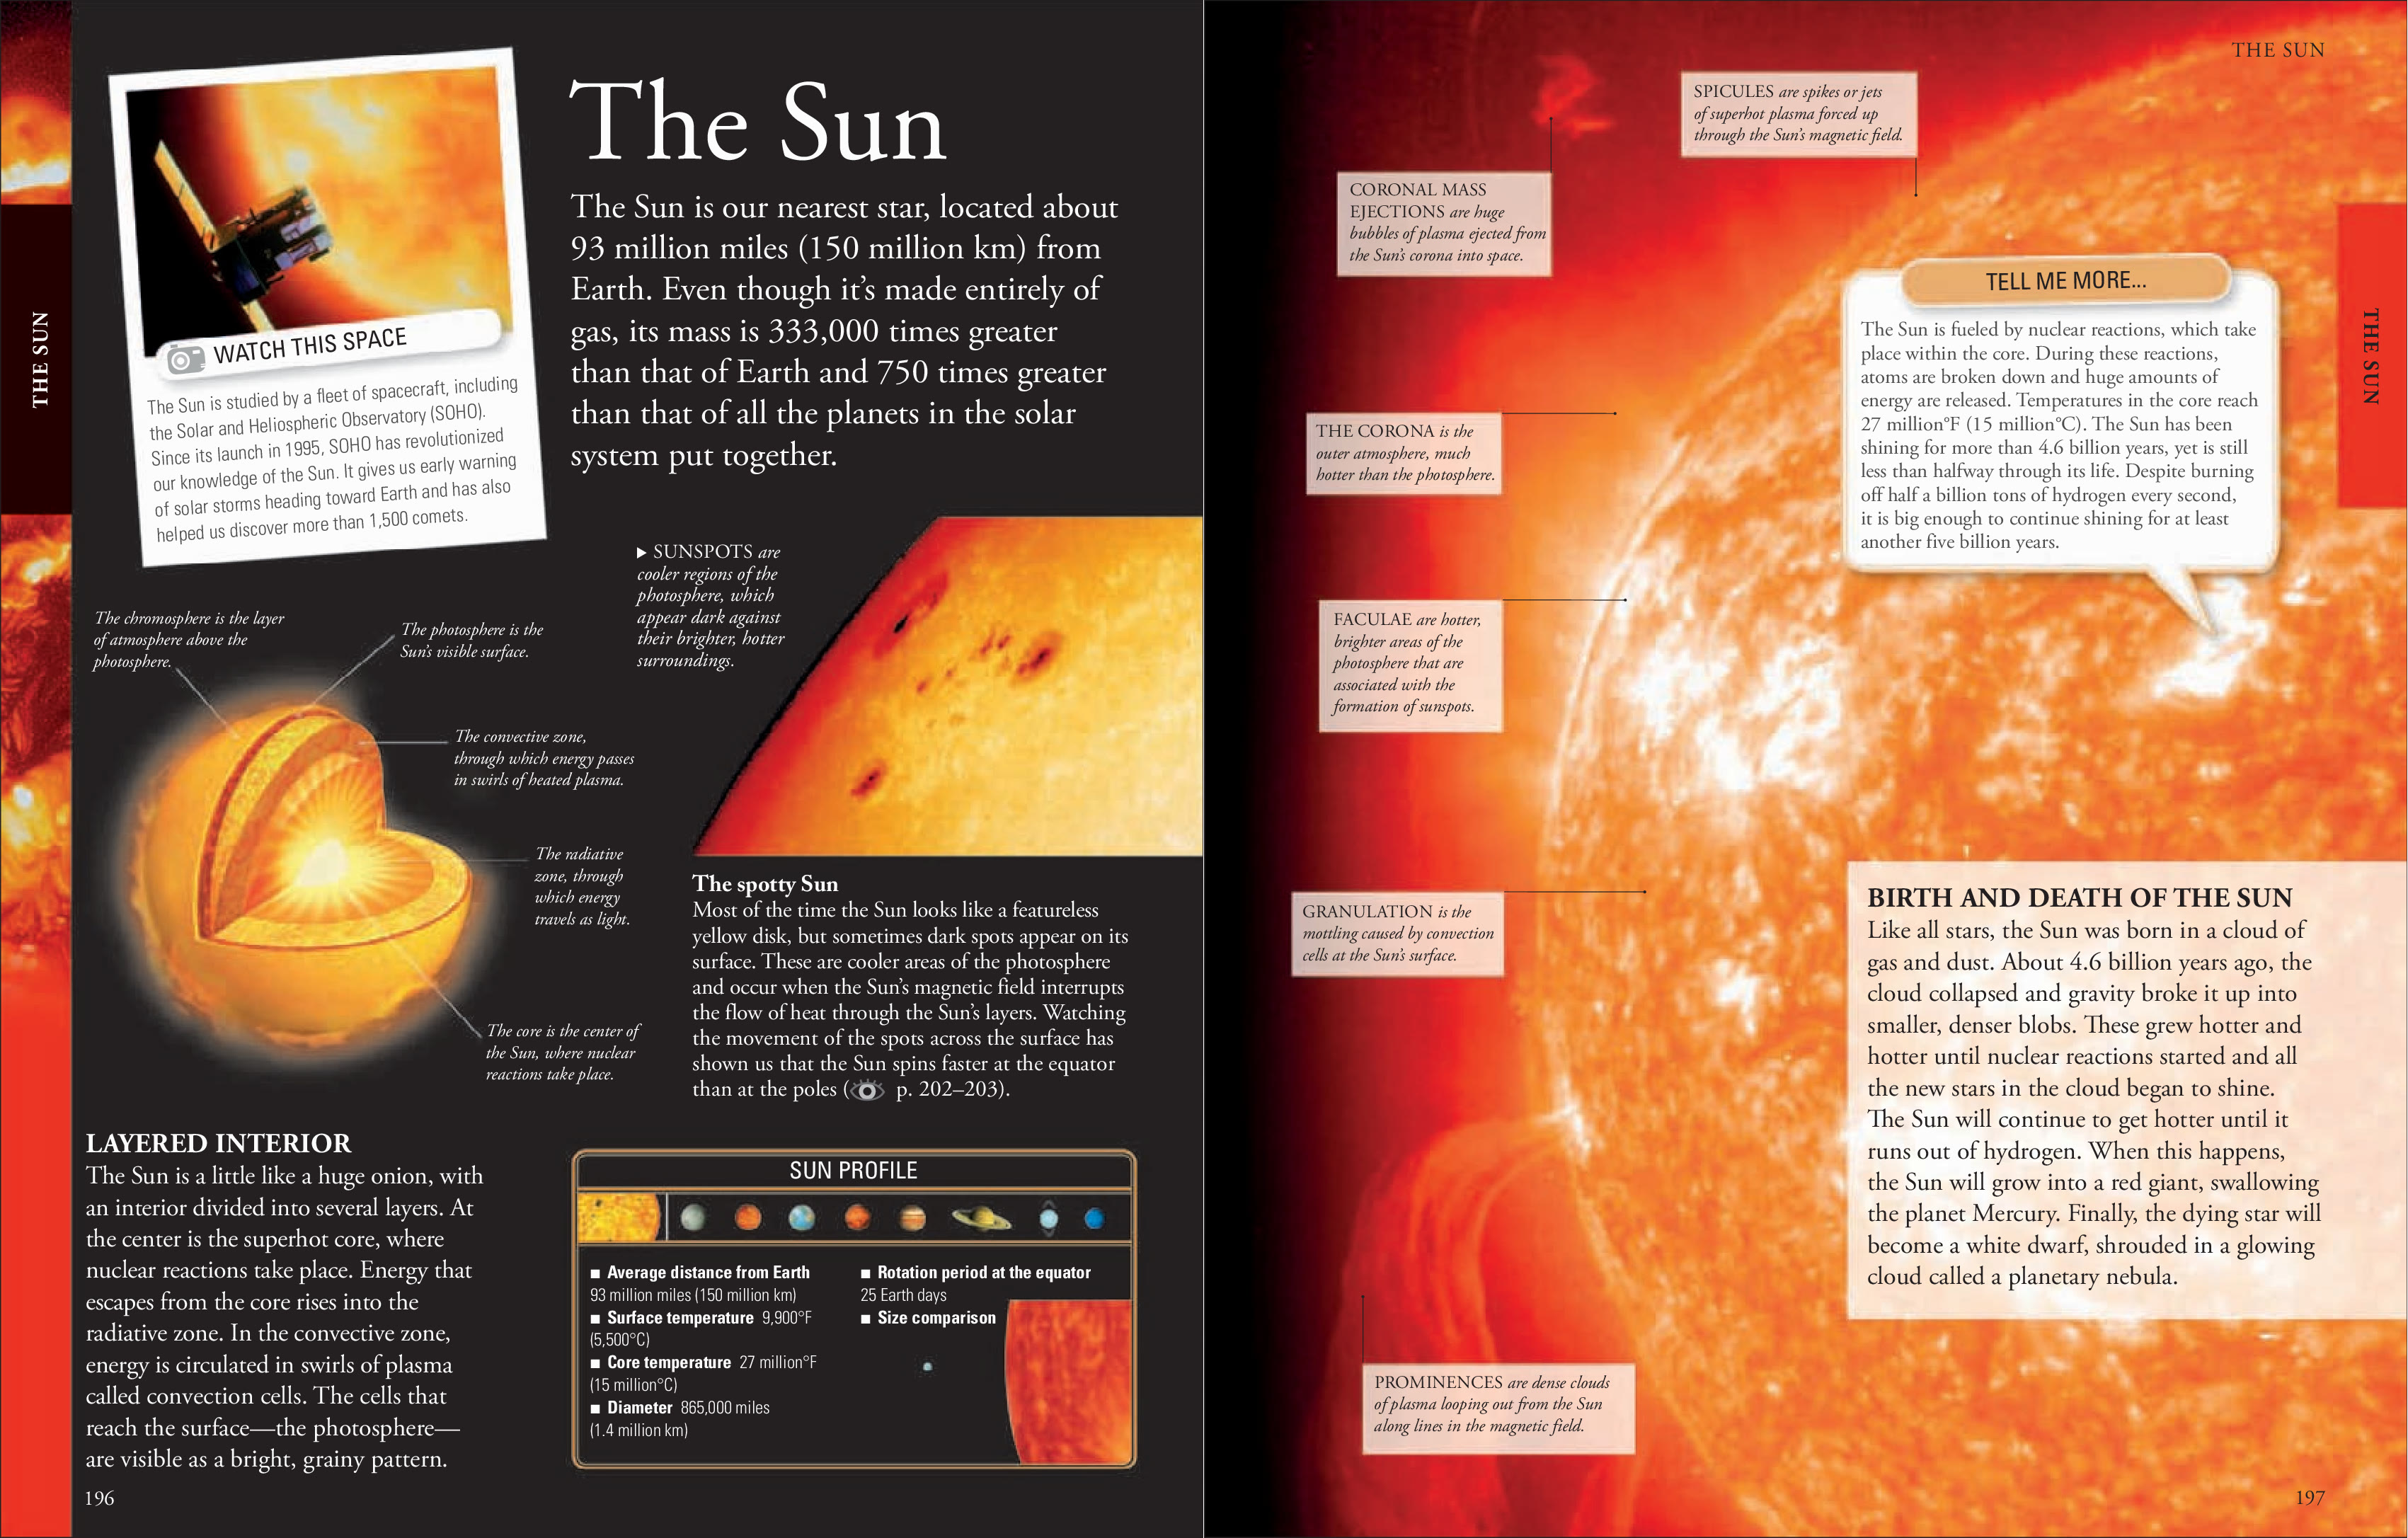 THE SUN
WATCH THIS SPACE
The Sun is studied by a fleet of spacecraft, including
the Solar and Heliospheric Observatory (SOHO).
Since its launch in 1995, SOHO has revolutionized
our knowledge of the Sun. It gives us early warning
of solar storms heading toward Earth and has also
helped us discover more than 1,500 comets.
The Sun
The Sun is our nearest star, located about
93 million miles (150 million km) from
Earth. Even though it’s made entirely of
gas, its mass is 333,000 times greater
than that of Earth and 750 times greater
than that of all the planets in the solar
system put together.
▶ SUNSPOTS are
cooler regions of the
photosphere, which
appear dark against
their brighter, hotter
surroundings.
The chromosphere is the layer
of atmosphere above the
photosphere.
The photosphere is the
Sun’s visible surface.
The convective zone,
through which energy passes
in swirls of heated plasma.
The radiative
zone, through
which energy
travels as light.
The core is the center of
the Sun, where nuclear
reactions take place.
The spotty Sun
Most of the time the Sun looks like a featureless
yellow disk, but sometimes dark spots appear on its
surface. These are cooler areas of the photosphere
and occur when the Sun’s magnetic field interrupts
the flow of heat through the Sun’s layers. Watching
the movement of the spots across the surface has
shown us that the Sun spins faster at the equator
than at the poles ( p. 202–203).
LAYERED INTERIOR
The Sun is a little like a huge onion, with
an interior divided into several layers. At
the center is the superhot core, where
nuclear reactions take place. Energy that
escapes from the core rises into the
radiative zone. In the convective zone,
energy is circulated in swirls of plasma
called convection cells. The cells that
reach the surface—the photosphere—
are visible as a bright, grainy pattern.
SUN PROFILE
■ Average distance from Earth
93 million miles (150 million km)
■ Surface temperature 9,900°F
(5,500°C)
■ Core temperature 27 million°F
(15 million°C)
■ Diameter 865,000 miles
(1.4 million km)
■ Rotation period at the equator
25 Earth days
■ Size comparison
196
THE SUN
SPICULES are spikes or jets
of superhot plasma forced up
through the Sun’s magnetic field.
CORONAL MASS
EJECTIONS are huge
bubbles of plasma ejected from
the Sun’s corona into space.
TELL ME MORE...
The Sun is fueled by nuclear reactions, which take
place within the core. During these reactions,
atoms are broken down and huge amounts of
energy are released. Temperatures in the core reach
27 million°F (15 million°C). The Sun has been
shining for more than 4.6 billion years, yet is still
less than halfway through its life. Despite burning
off half a billion tons of hydrogen every second,
it is big enough to continue shining for at least
another five billion years.
THE SUN
THE CORONA is the
outer atmosphere, much
hotter than the photosphere.
FACULAE are hotter,
brighter areas of the
photosphere that are
associated with the
formation of sunspots.
GRANULATION is the
mottling caused by convection
cells at the Sun’s surface.
BIRTH AND DEATH OF THE SUN
Like all stars, the Sun was born in a cloud of
gas and dust. About 4.6 billion years ago, the
cloud collapsed and gravity broke it up into
smaller, denser blobs. These grew hotter and
hotter until nuclear reactions started and all
the new stars in the cloud began to shine.
The Sun will continue to get hotter until it
runs out of hydrogen. When this happens,
the Sun will grow into a red giant, swallowing
the planet Mercury. Finally, the dying star will
become a white dwarf, shrouded in a glowing
cloud called a planetary nebula.
PROMINENCES are dense clouds
of plasma looping out from the Sun
along lines in the magnetic field.
197